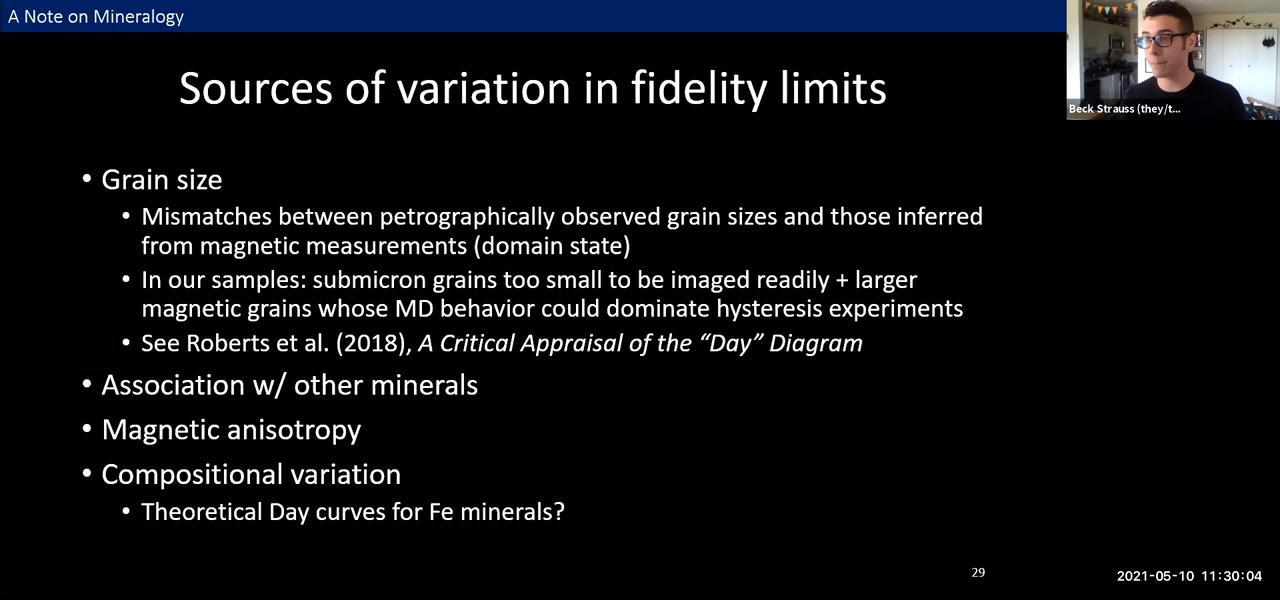 A Note on Mineralogy
Sources of variation in fidelity limits
• Grain size
• Mismatches between petrographically observed grain sizes and those inferred
from magnetic measurements (domain state)
• In our samples: submicron grains too small to be imaged readily + larger
magnetic grains whose MD behavior could dominate hysteresis experiments
• See Roberts et al. (2018), A Critical Appraisal of the “Day” Diagram
• Association w/ other minerals
• Magnetic anisotropy
• Compositional variation
• Theoretical Day curves for Fe minerals?
29
Beck Strauss (they/t...
2021-05-10 11:30:04